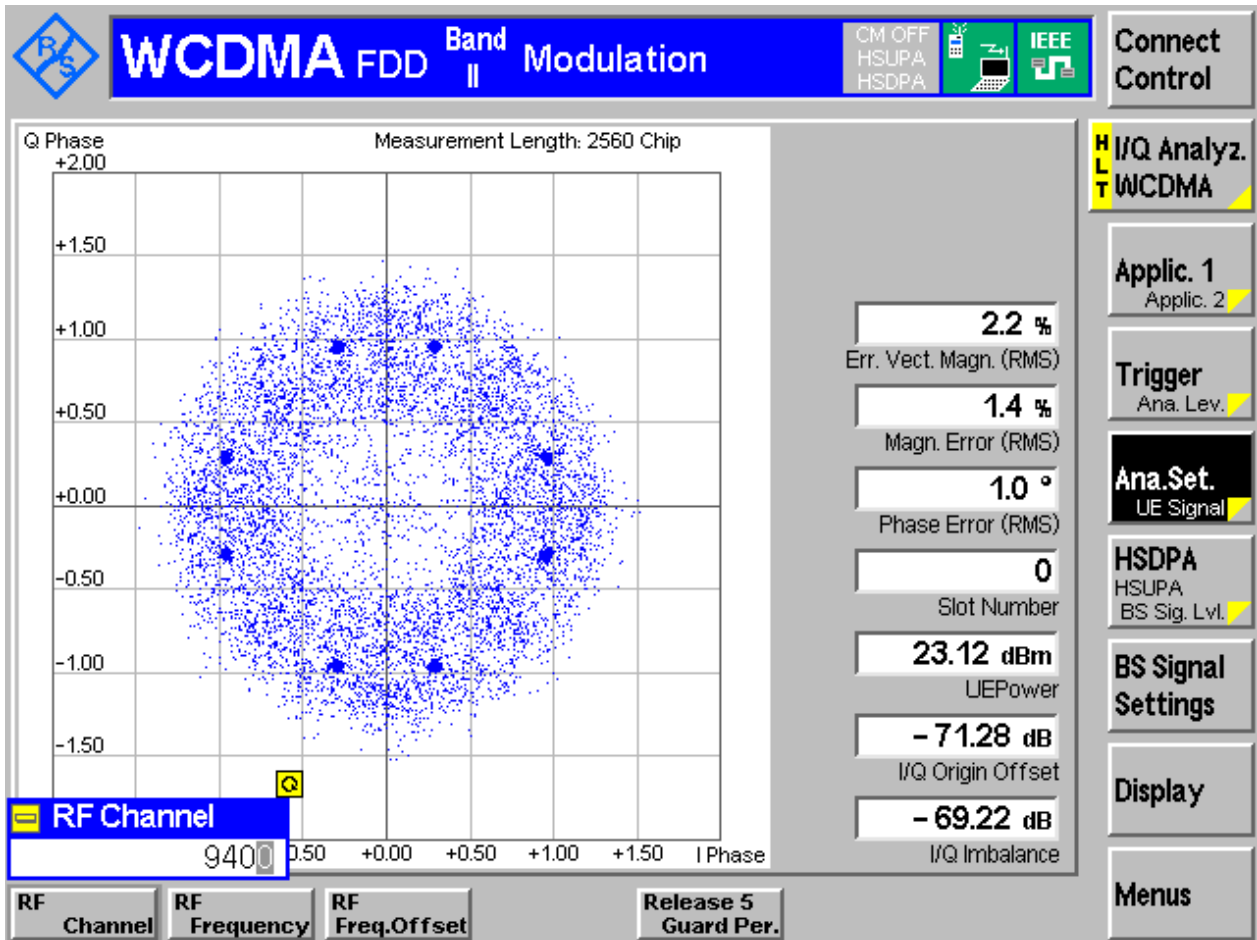 R/S
WCDMA FDD Band II Modulation
CM OFF
HSUPA
HSDPA
IEEE
Connect
Control
Q Phase
Measurement Length: 2560 Chip
+2.00
+1.50
+1.00
+0.50
+0.00
-0.50
-1.00
-1.50
Q
0.50 +0.00 +0.50 +1.00 +1.50 I Phase
RF Channel
9400
2.2 %
Err. Vect. Magn. (RMS)
1.4 %
Magn. Error (RMS)
1.0 °
Phase Error (RMS)
0
Slot Number
23.12 dBm
UEPower
-71.28 dB
I/Q Origin Offset
-69.22 dB
I/Q Imbalance
HLT
I/Q Analyz.
WCDMA
Applic. 1
Applic. 2
Trigger
Ana. Lev.
Ana.Set.
UE Signal
HSDPA
HSUPA
BS Sig. Lvl.
BS Signal
Settings
Display
Menus
RF
Channel
RF
Frequency
RF
Freq.Offset
Release 5
Guard Per.